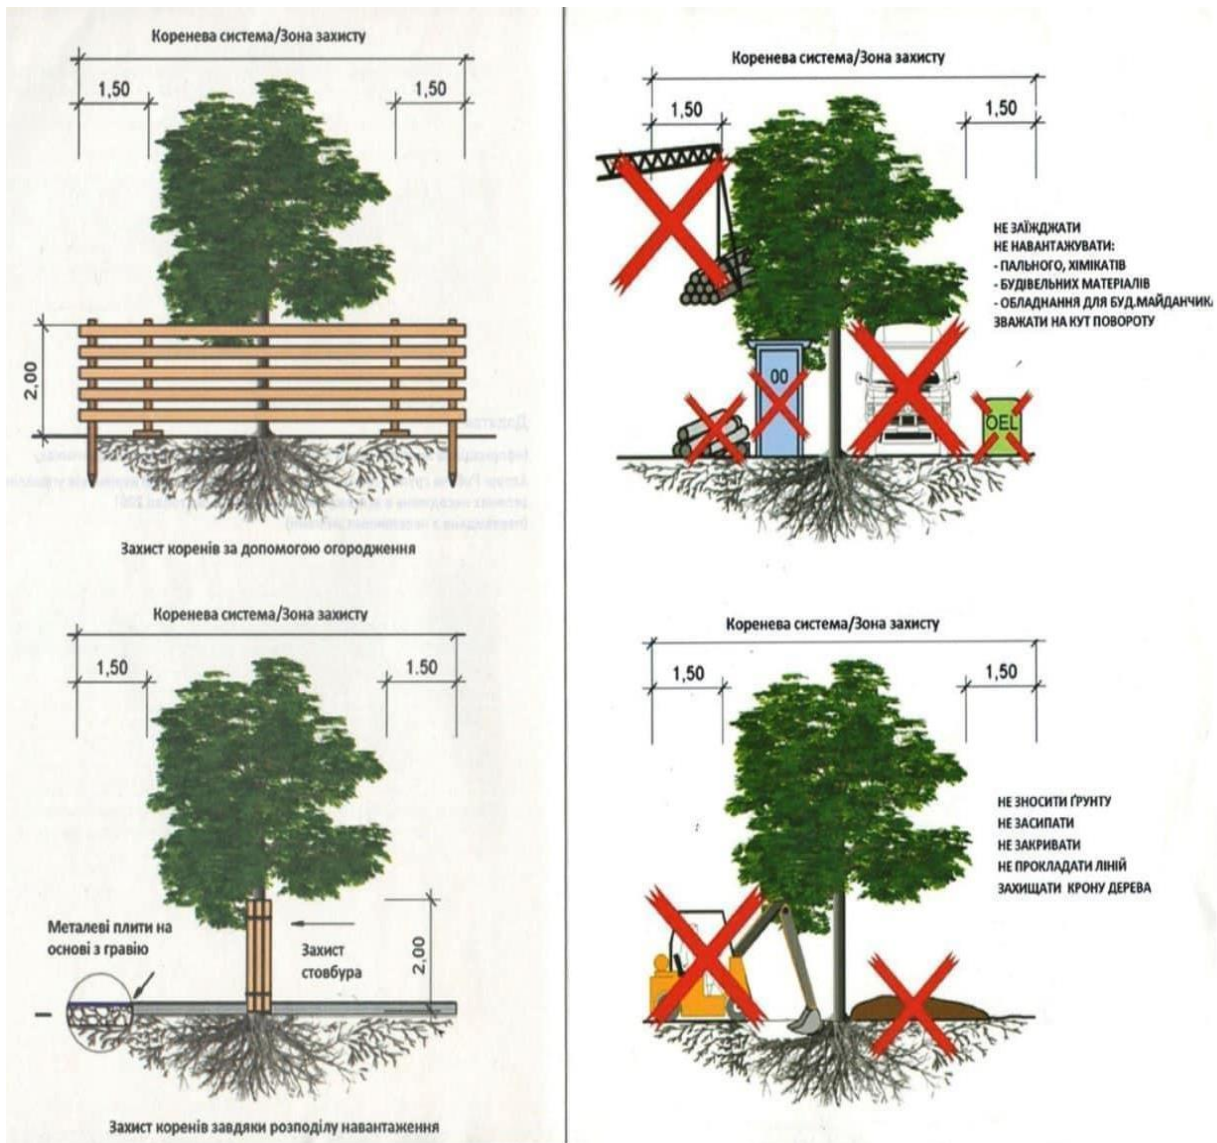 Коренева система/Зона захисту
1,50
1,50
2,00
Захист коренів за допомогою огородження
Коренева система/Зона захисту
1,50
1,50
НЕ ЗАЇЖДЖАТИ
НЕ НАВАНТАЖУВАТИ:
- ПАЛЬНОГО, ХІМІКАТІВ
- БУДІВЕЛЬНИХ МАТЕРІАЛІВ
- ОБЛАДНАННЯ ДЛЯ БУД.МАЙДАНЧИК
ЗВАЖАТИ НА КУТ ПОВОРОТУ
00
OEL
Коренева система/Зона захисту
1,50
1.50
Металеві плити на
основі з гравію
Захист
стовбура
2,00
Захист коренів завдяки розподілу навантаження
Коренева система/Зона захисту
1,50
1,50
НЕ ЗНОСИТИ ҐРУНТУ
НЕ ЗАСИПАТИ
НЕ ЗАКРИВАТИ
НЕ ПРОКЛАДАТИ ЛІНІЙ
ЗАХИЩАТИ КРОНУ ДЕРЕВА